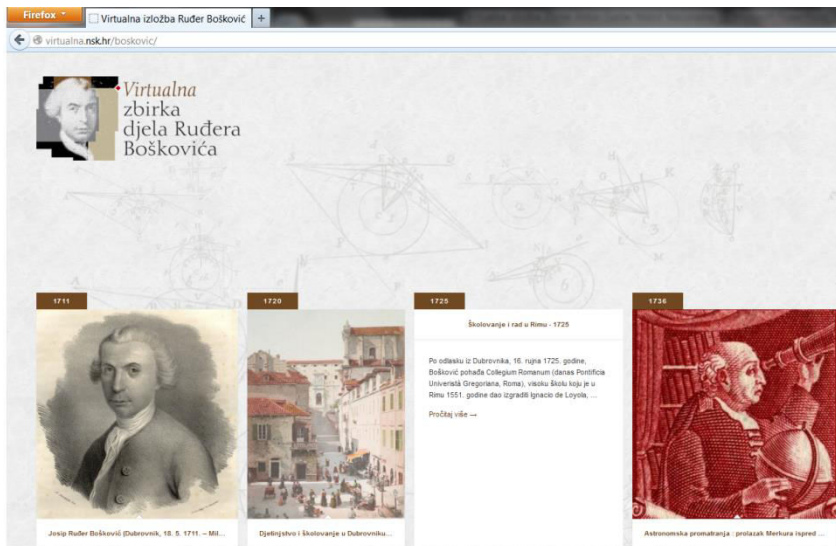 Firefox
Virtualna izložba Ruđer Bošković
+
virtualna.nsk.hr/boskovic/
Virtualna
zbirka
djela Ruđera
Boškovića
1711
1720
1725
1736
Školovanje i rad u Rimu - 1725
Po odlasku iz Dubrovnika, 16. rujna 1725. godine,
Bošković pohađa Collegium Romanum (danas Pontificia
Universtà Gregoriana, Roma), visoku školu koju je u
Rimu 1551. godine dao izgraditi Ignacio de Loyola, ...
Pročitaj više →
Josip Ruđer Bošković (Dubrovnik, 18. 5. 1711. – Mil...
Djetinjstvo i školovanje u Dubrovniku...
Astronomska promatranja : prolazak Merkura ispred ...